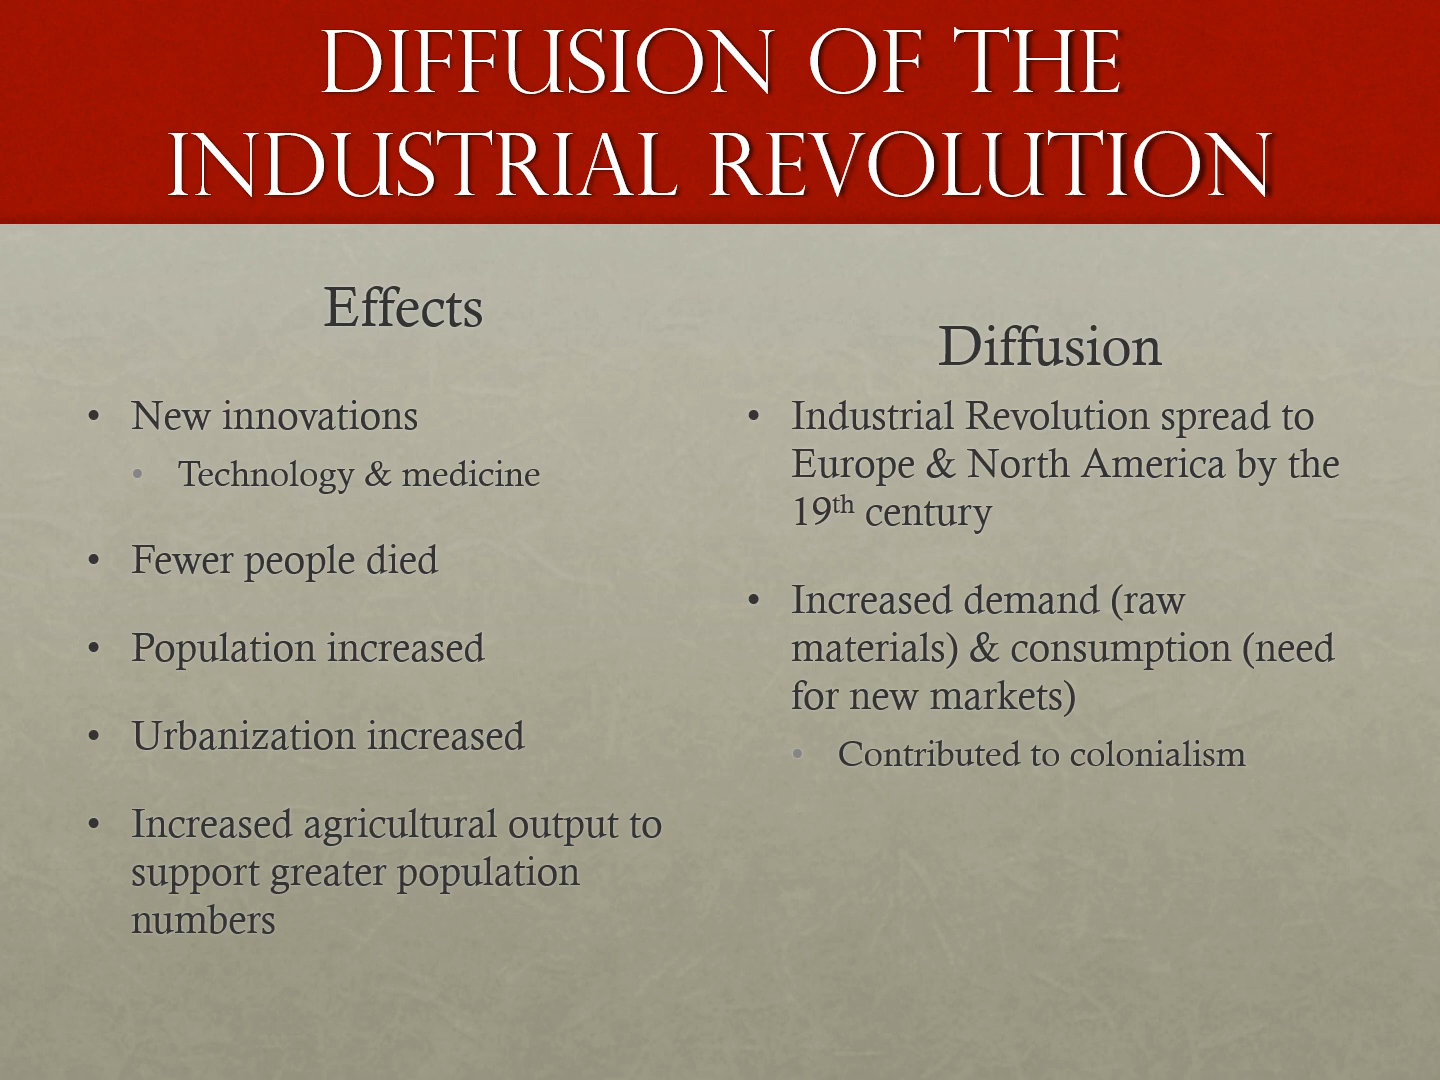 DIFFUSION OF THE
INDUSTRIAL REVOLUTION
Effects
• New innovations
• Technology & medicine
• Fewer people died
• Population increased
• Urbanization increased
• Increased agricultural output to
support greater population
numbers
Diffusion
• Industrial Revolution spread to
Europe & North America by the
19th century
• Increased demand (raw
materials) & consumption (need
for new markets)
• Contributed to colonialism